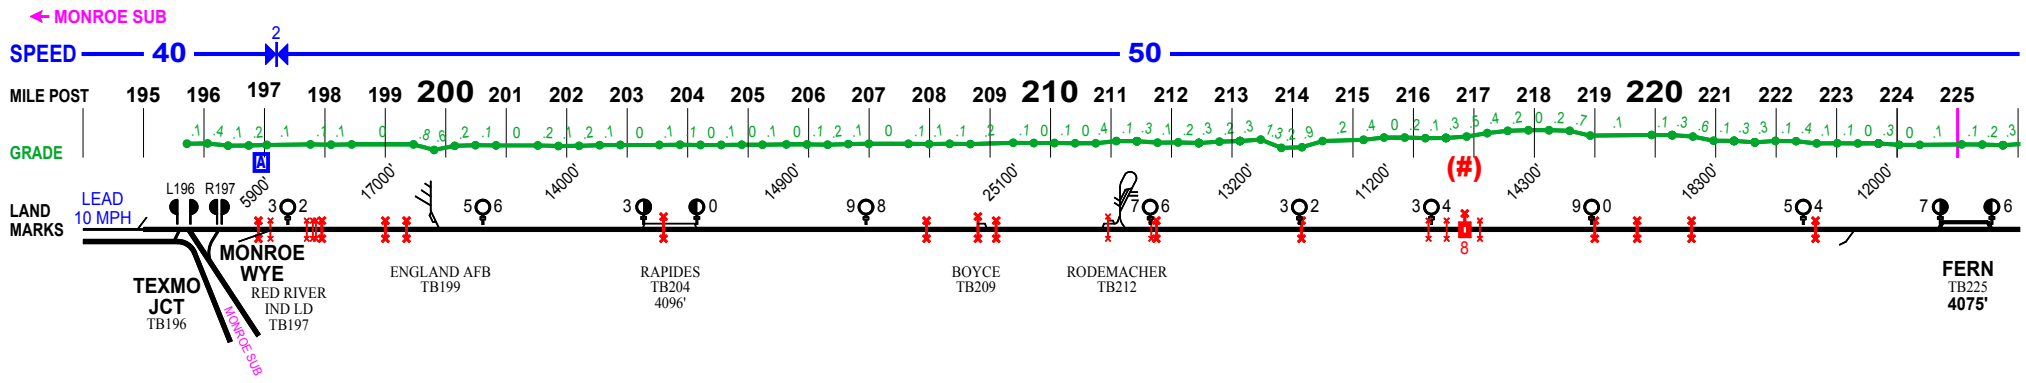 ← MONROE SUB
2
SPEED 40 50
MILE POST 195 196 197 198 199 200 201 202 203 204 205 206 207 208 209 210 211 212 213 214 215 216 217 218 219 220 221 222 223 224 225
GRADE
A
(#)
5900' 17000' 14000' 14900' 25100' 13200' 11200' 14300' 18300' 12000'
LEAD
10 MPH
L196 R197
LAND
MARKS
3 2 5 6 3 0 9 8 7 6 3 2 3 4 9 0 5 4 7 6
8
MONROE
WYE
TEXMO
JCT
TB196
RED RIVER
IND LD
TB197
MONROE SUB
ENGLAND AFB
TB199
RAPIDES
TB204
4096'
BOYCE
TB209
RODEMACHER
TB212
FERN
TB225
4075'